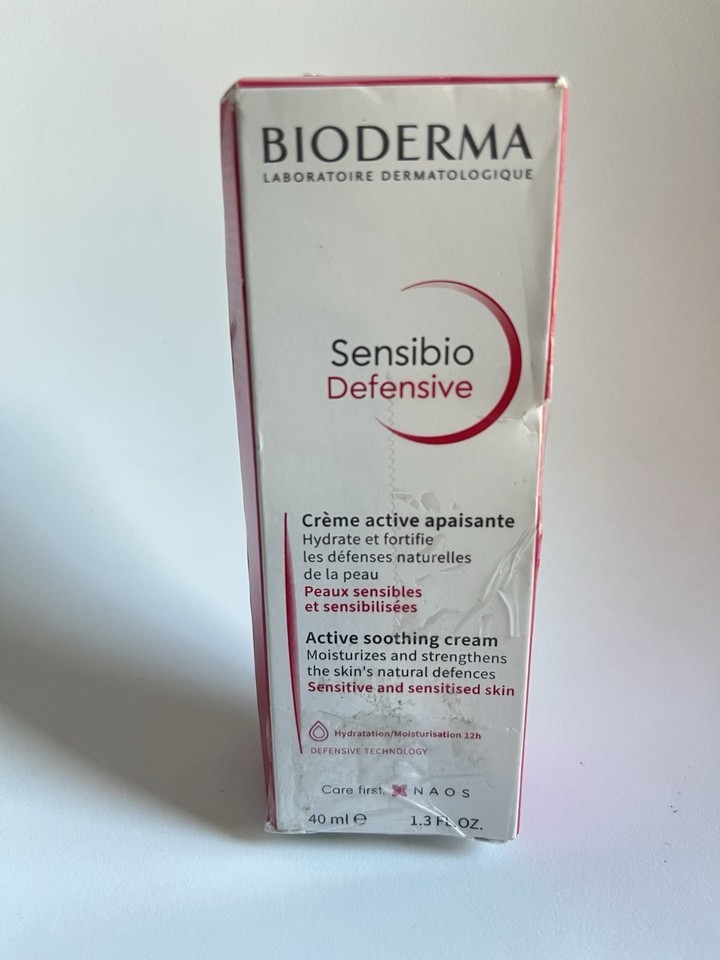 BIODERMA
LABORATOIRE DERMATOLOGIQUE
Sensibio
Defensive
Crème active apaisante
Hydrate et fortifie
les défenses naturelles
de la peau
Peaux sensibles
et sensibilisées
Active soothing cream
Moisturizes and strengthens
the skin's natural defences
Sensitive and sensitised skin
Hydratation/Moisturisation 12h
DEFENSIVE TECHNOLOGY
Care first. NAOS
40 ml ℮ 1.3 FL.OZ.